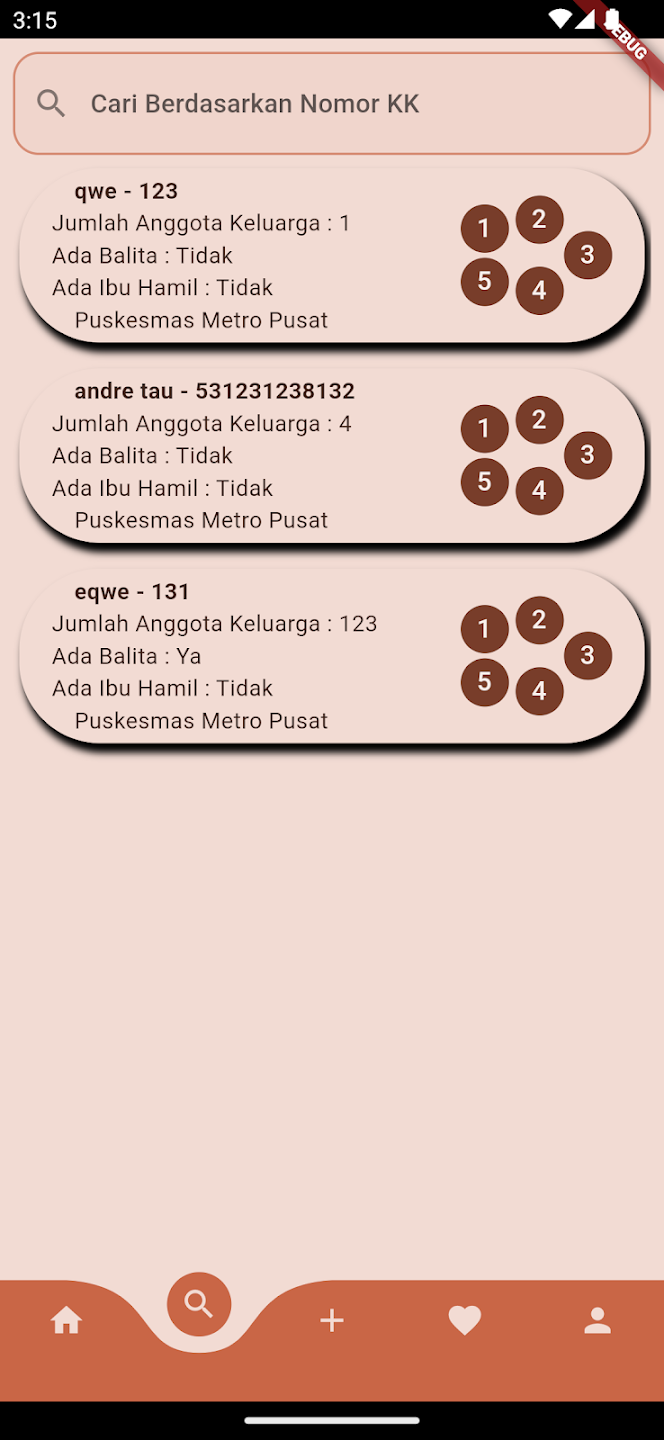 3:15
DEBUG
Cari Berdasarkan Nomor KK
qwe - 123
Jumlah Anggota Keluarga : 1
Ada Balita : Tidak
Ada Ibu Hamil : Tidak
Puskesmas Metro Pusat
1 2 3 4 5
andre tau - 531231238132
Jumlah Anggota Keluarga : 4
Ada Balita : Tidak
Ada Ibu Hamil : Tidak
Puskesmas Metro Pusat
1 2 3 4 5
eqwe - 131
Jumlah Anggota Keluarga : 123
Ada Balita : Ya
Ada Ibu Hamil : Tidak
Puskesmas Metro Pusat
1 2 3 4 5